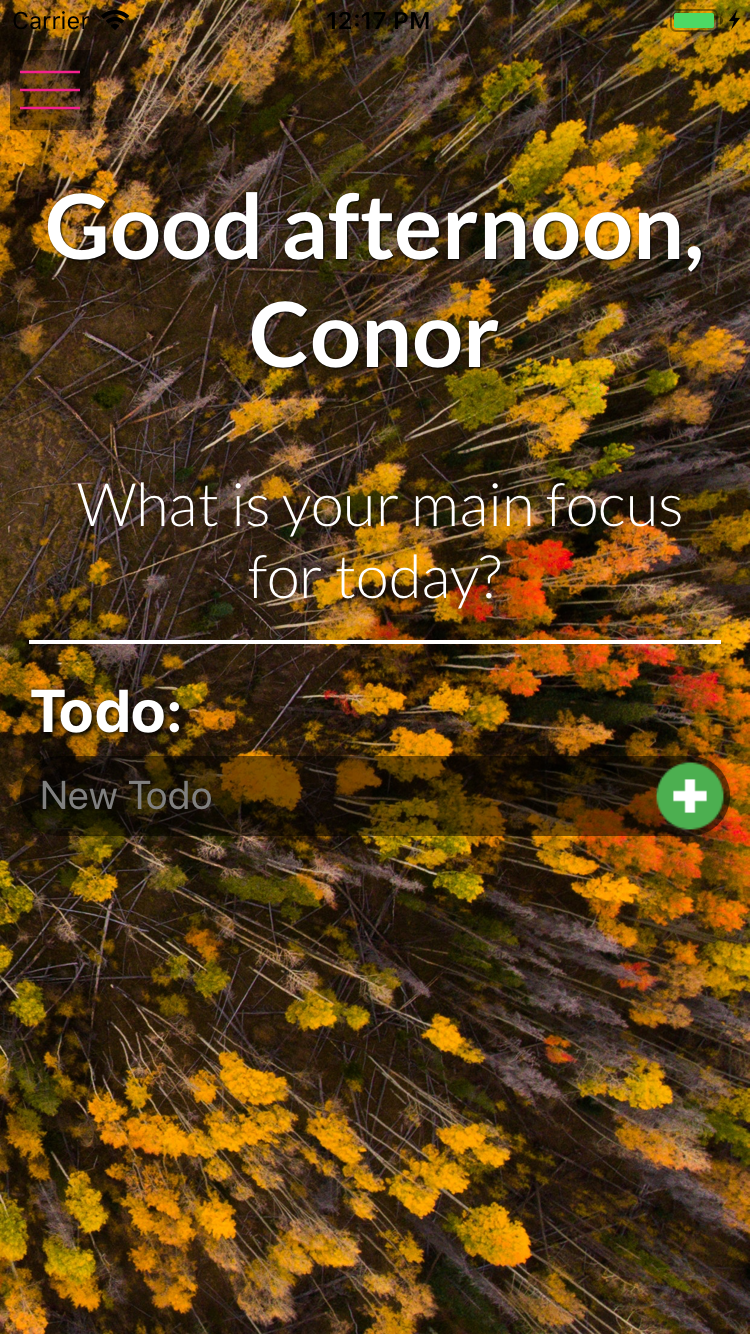 Carrier 12:17 PM
Good afternoon,
Conor
What is your main focus
for today?
Todo:
New Todo